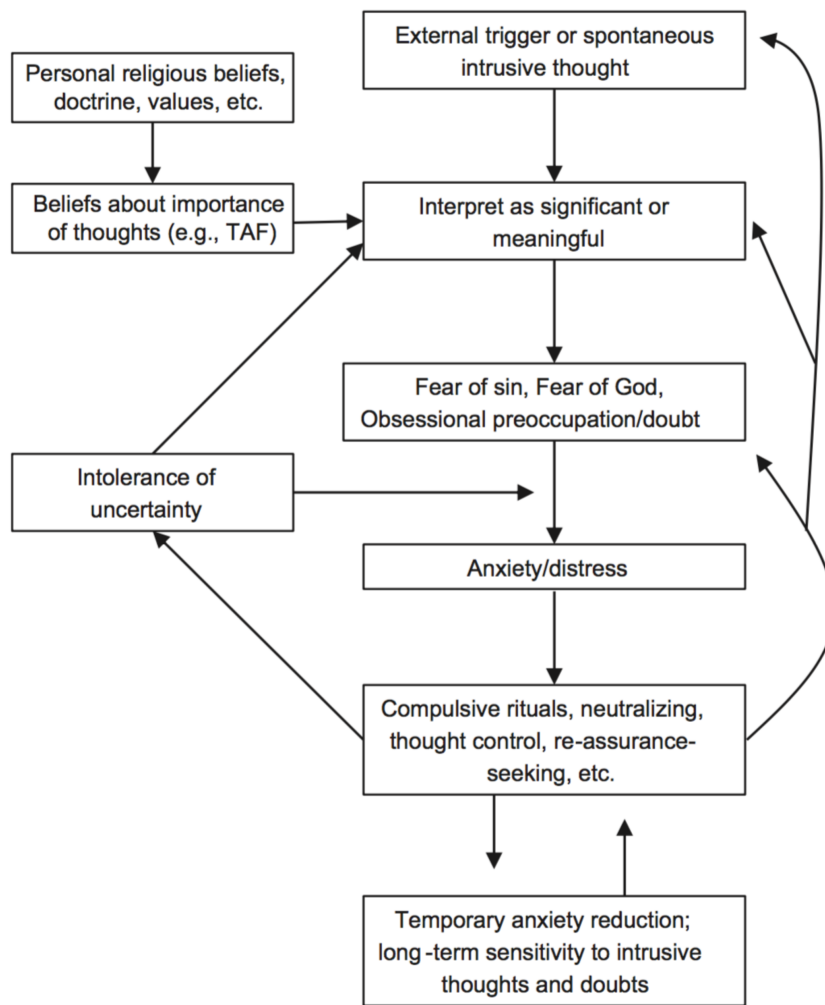 External trigger or spontaneous
intrusive thought
Personal religious beliefs,
doctrine, values, etc.
Beliefs about importance
of thoughts (e.g., TAF)
Interpret as significant or
meaningful
Fear of sin, Fear of God,
Obsessional preoccupation/doubt
Intolerance of
uncertainty
Anxiety/distress
Compulsive rituals, neutralizing,
thought control, re-assurance-
seeking, etc.
Temporary anxiety reduction;
long-term sensitivity to intrusive
thoughts and doubts